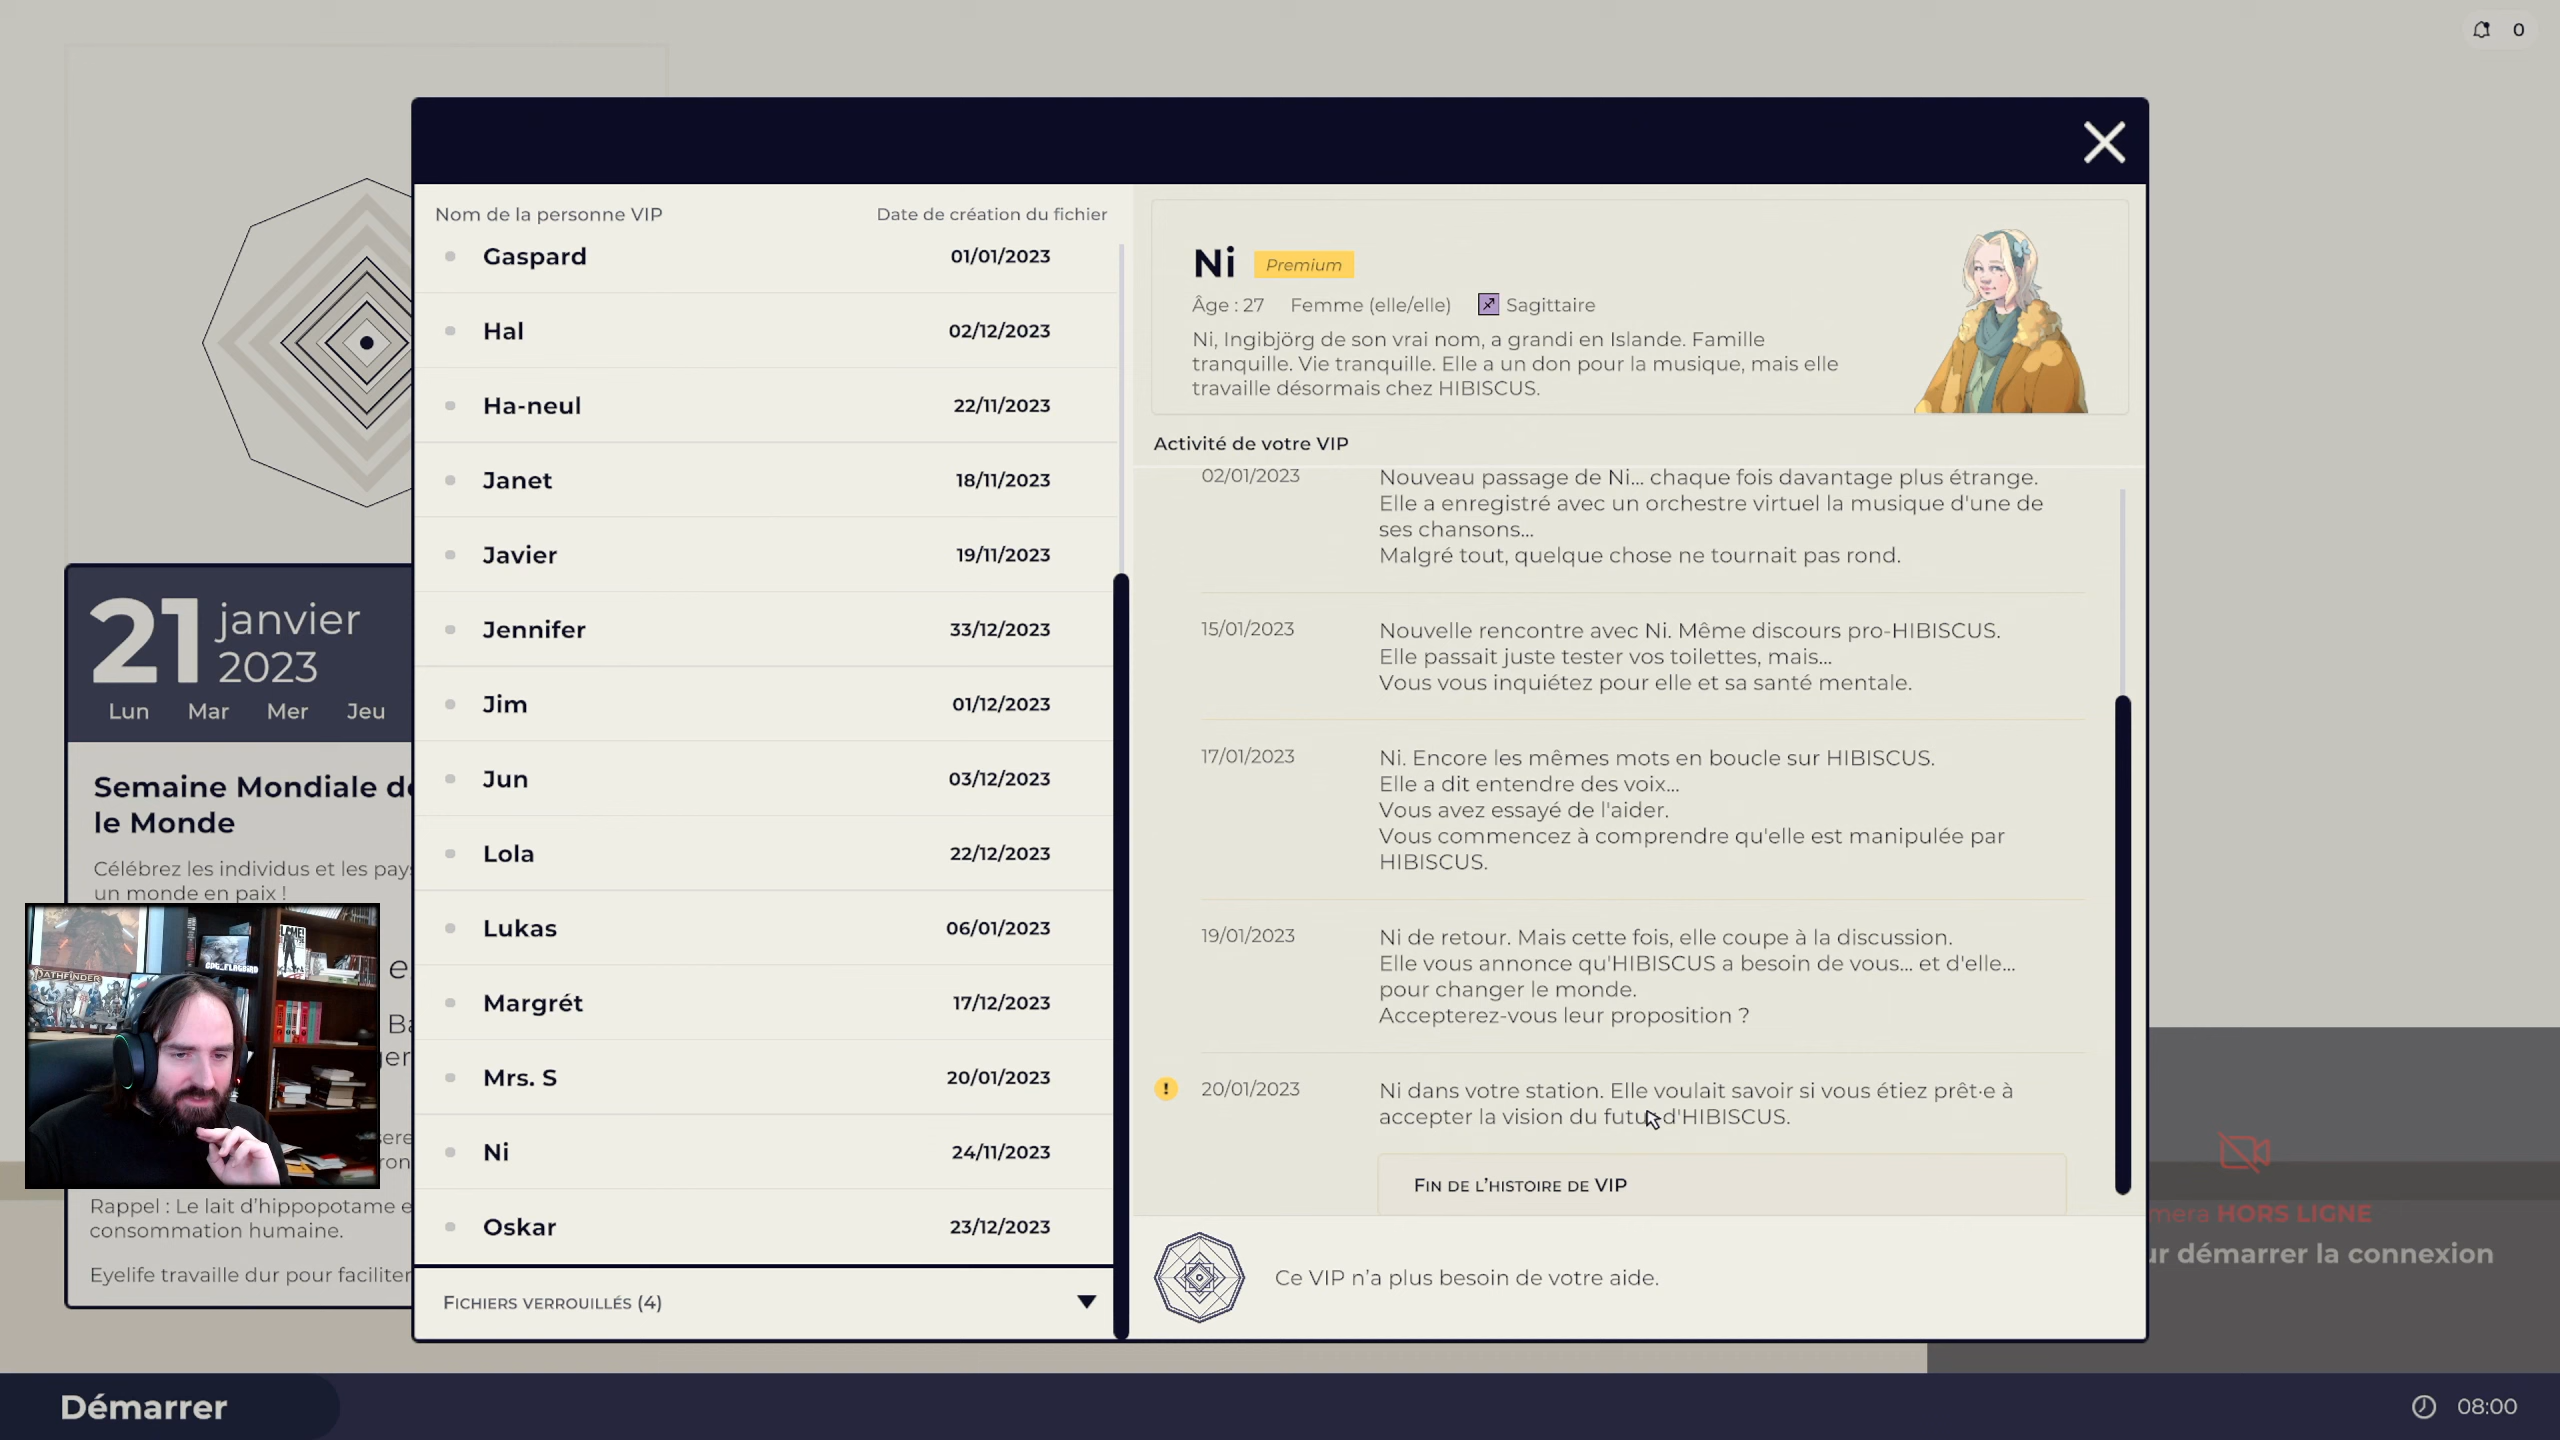 0
Nom de la personne VIP
Date de création du fichier
Gaspard 01/01/2023
Hal 02/12/2023
Ha-neul 22/11/2023
Janet 18/11/2023
Javier 19/11/2023
Jennifer 33/12/2023
Jim 01/12/2023
Jun 03/12/2023
Lola 22/12/2023
Lukas 06/01/2023
Margrét 17/12/2023
Mrs. S 20/01/2023
Ni 24/11/2023
Oskar 23/12/2023
Fichiers verrouillés (4)
Ni Premium
Âge : 27 Femme (elle/elle) Sagittaire
Ni, Ingibjörg de son vrai nom, a grandi en Islande. Famille
tranquille. Vie tranquille. Elle a un don pour la musique, mais elle
travaille désormais chez HIBISCUS.
Activité de votre VIP
02/01/2023 Nouveau passage de Ni... chaque fois davantage plus étrange.
Elle a enregistré avec un orchestre virtuel la musique d'une de
ses chansons...
Malgré tout, quelque chose ne tournait pas rond.
15/01/2023 Nouvelle rencontre avec Ni. Même discours pro-HIBISCUS.
Elle passait juste tester vos toilettes, mais...
Vous vous inquiétez pour elle et sa santé mentale.
17/01/2023 Ni. Encore les mêmes mots en boucle sur HIBISCUS.
Elle a dit entendre des voix...
Vous avez essayé de l'aider.
Vous commencez à comprendre qu'elle est manipulée par
HIBISCUS.
19/01/2023 Ni de retour. Mais cette fois, elle coupe à la discussion.
Elle vous annonce qu'HIBISCUS a besoin de vous... et d'elle...
pour changer le monde.
Accepterez-vous leur proposition ?
! 20/01/2023 Ni dans votre station. Elle voulait savoir si vous étiez prêt·e à
accepter la vision du futu d'HIBISCUS.
Fin de l'histoire de VIP
Ce VIP n'a plus besoin de votre aide.
21 janvier
2023
Lun Mar Mer Jeu
Semaine Mondiale de
le Monde
Célébrez les individus et les pays
un monde en paix !
PATHFINDER
Rappel : Le lait d'hippopotame e
consommation humaine.
Eyelife travaille dur pour faciliter
mera HORS LIGNE
ur démarrer la connexion
Démarrer
08:00